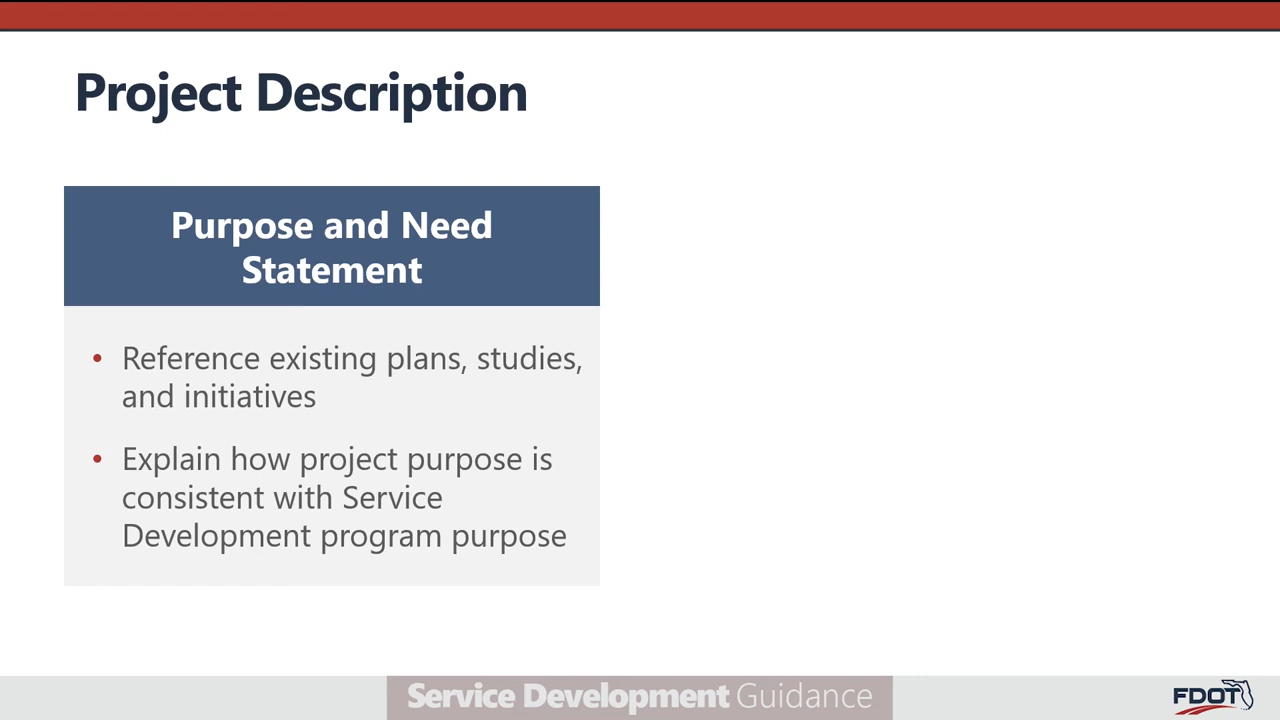 Project Description
Purpose and Need
Statement
• Reference existing plans, studies,
and initiatives
• Explain how project purpose is
consistent with Service
Development program purpose
Service Development Guidance
FDOT